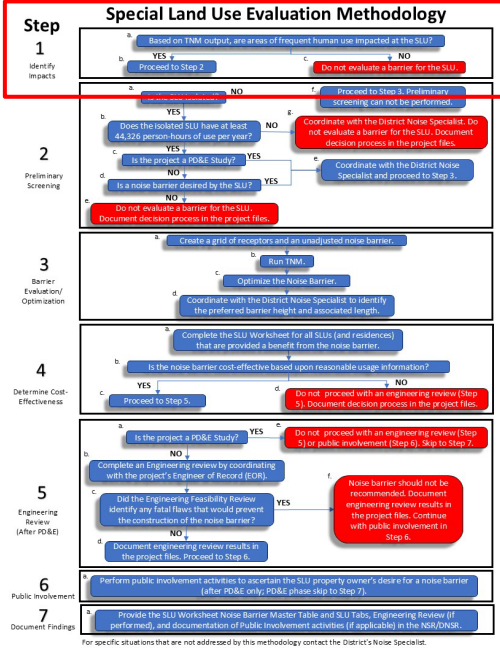 Special Land Use Evaluation Methodology
Step
1
Identify
Impacts
a.
Based on TNM output, are areas of frequent human use impacted at the SLU?
YES
NO
b.
Proceed to Step 2
c.
Do not evaluate a barrier for the SLU.
2
Preliminary
Screening
a.
Is the SLU isolated?
NO
f.
Proceed to Step 3. Preliminary
screening can not be performed.
YES
b.
Does the isolated SLU have at least
44,326 person-hours of use per year?
NO
g.
Coordinate with the District Noise Specialist. Do
not evaluate a barrier for the SLU. Document
decision process in the project files.
YES
c.
Is the project a PD&E Study?
YES
NO
d.
Is a noise barrier desired by the SLU?
YES
e.
Coordinate with the District Noise
Specialist and proceed to Step 3.
NO
e.
Do not evaluate a barrier for the SLU.
Document decision process in the project files.
3
Barrier
Evaluation/
Optimization
a.
Create a grid of receptors and an unadjusted noise barrier.
b.
Run TNM.
c.
Optimize the Noise Barrier.
d.
Coordinate with the District Noise Specialist to identify
the preferred barrier height and associated length.
4
Determine Cost-
Effectiveness
a.
Complete the SLU Worksheet for all SLUs (and residences)
that are provided a benefit from the noise barrier.
b.
Is the noise barrier cost-effective based upon reasonable usage information?
YES
NO
c.
Proceed to Step 5.
d.
Do not proceed with an engineering review (Step
5). Document decision process in the project files.
5
Engineering
Review
(After PD&E)
a.
Is the project a PD&E Study?
YES
e.
Do not proceed with an engineering review (Step
5) or public involvement (Step 6). Skip to Step 7.
NO
b.
Complete an Engineering review by coordinating
with the project's Engineer of Record (EOR).
c.
Did the Engineering Feasibility Review
identify any fatal flaws that would prevent
the construction of the noise barrier?
YES
f.
Noise barrier should not be
recommended. Document
engineering review results in
the project files. Continue
with public involvement in
Step 6.
NO
d.
Document engineering review results
in the project files. Proceed to Step 6.
6
Public Involvement
a.
Perform public involvement activities to ascertain the SLU property owner's desire for a noise barrier
(after PD&E only; PD&E phase skip to Step 7).
7
Document Findings
a.
Provide the SLU Worksheet Noise Barrier Master Table and SLU Tabs, Engineering Review (if
performed), and documentation of Public Involvement activities (if applicable) in the NSR/DNSR.
For specific situations that are not addressed by this methodology contact the District's Noise Specialist.